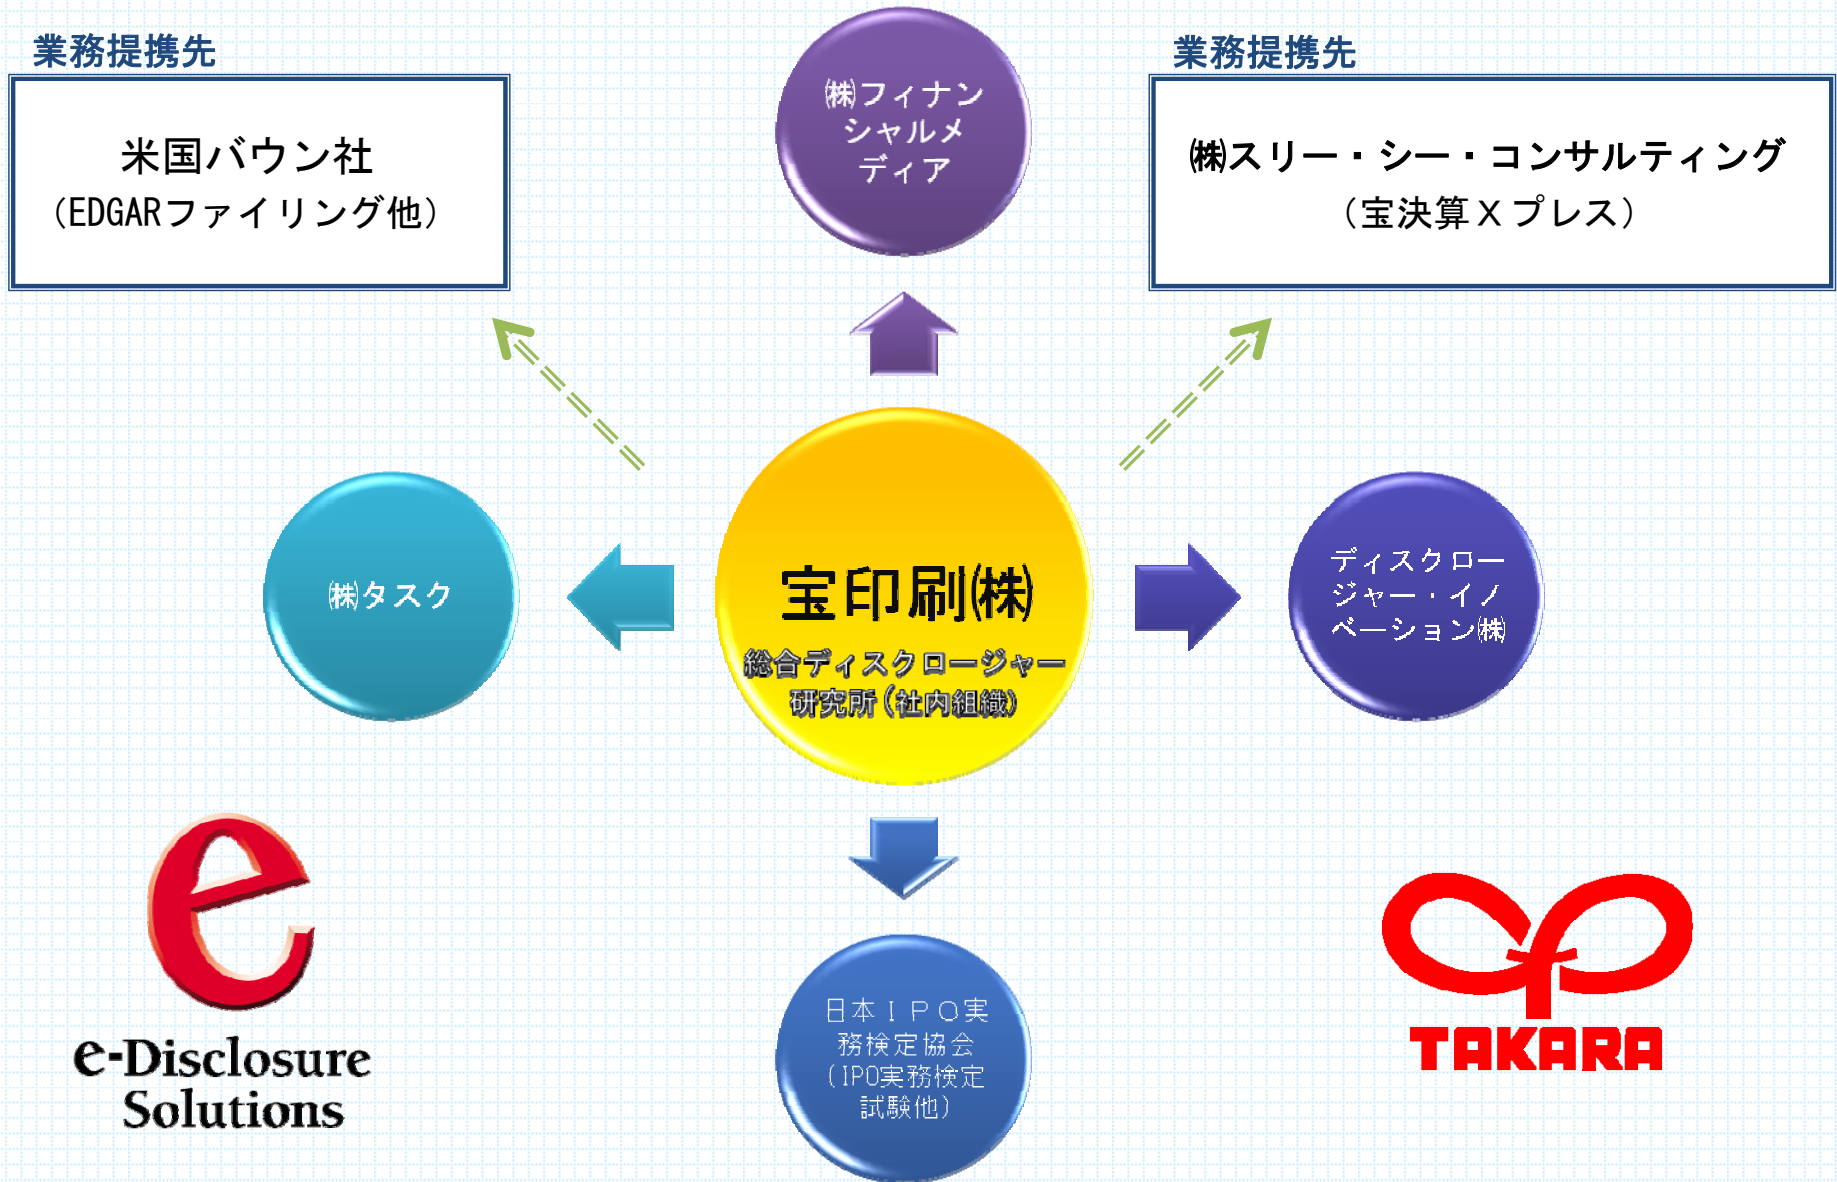 業務提携先
米国バウン社
(EDGARファイリング他)
㈱フィナン
シャルメ
ディア
業務提携先
㈱スリー・シー・コンサルティング
(宝決算Xプレス)
㈱タスク
宝印刷㈱
総合ディスクロージャー
研究所(社内組織)
ディスクロー
ジャー・イノ
ベーション㈱
日本IPO実
務検定協会
(IPO実務検定
試験他)
e-Disclosure
Solutions
TAKARA